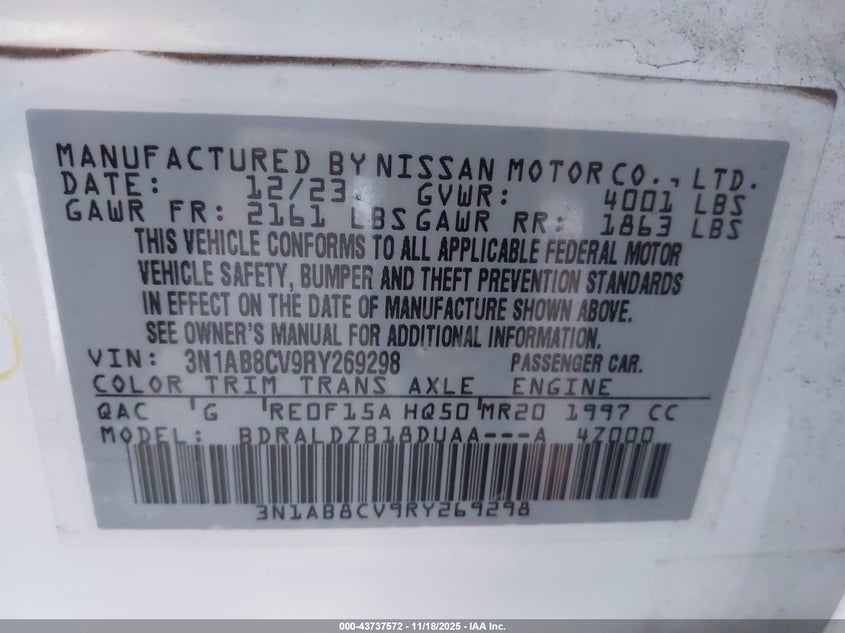 MANUFACTURED BY NISSAN MOTOR CO., LTD.
DATE: 12/23 GVWR: 4001 LBS
GAWR FR: 2161 LBS GAWR RR: 1863 LBS
THIS VEHICLE CONFORMS TO ALL APPLICABLE FEDERAL MOTOR
VEHICLE SAFETY, BUMPER AND THEFT PREVENTION STANDARDS
IN EFFECT ON THE DATE OF MANUFACTURE SHOWN ABOVE.
SEE OWNER'S MANUAL FOR ADDITIONAL INFORMATION.
VIN: 3N1AB8CV9RY269298 PASSENGER CAR.
COLOR TRIM TRANS AXLE ENGINE
QAC G RE0F15A HQ50 MR20 1997 CC
MODEL: BDRALDZB18DUAA---A 4Z000
3N1AB8CV9RY269298
000-43737572 - 11/18/2025 - IAA Inc.